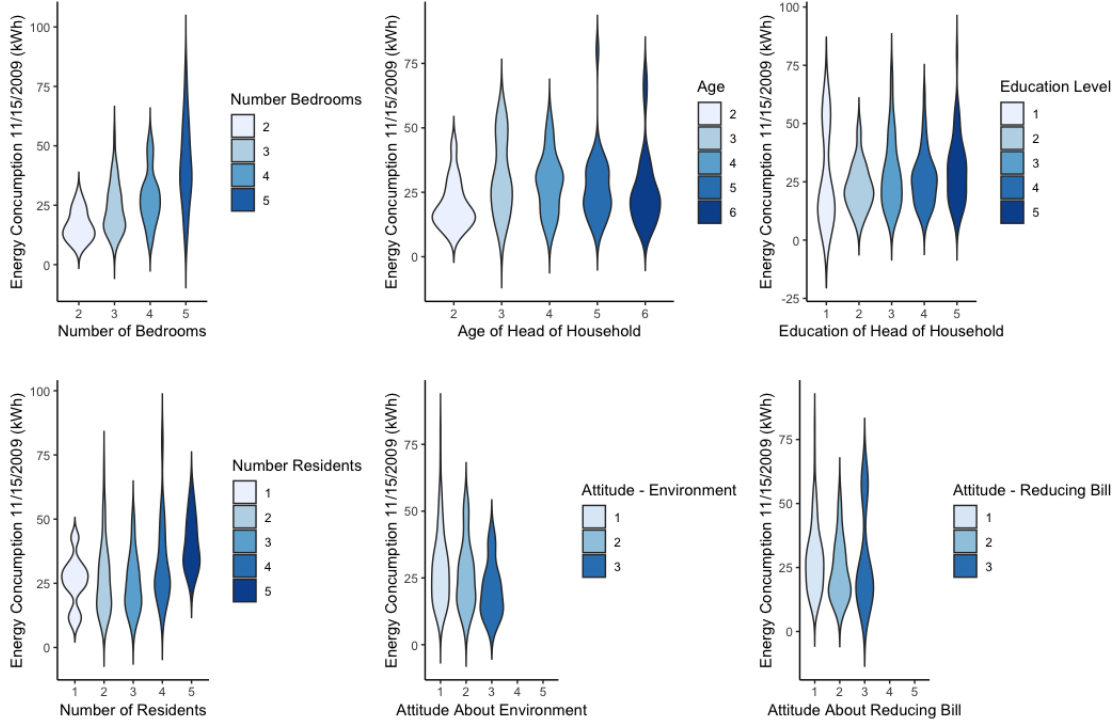 Energy Concumption 11/15/2009 (kWh)
100
75
50
25
0
2 3 4 5
Number of Bedrooms
Number Bedrooms
2
3
4
5
Energy Concumption 11/15/2009 (kWh)
75
50
25
0
2 3 4 5 6
Age of Head of Household
Age
2
3
4
5
6
Energy Concumption 11/15/2009 (kWh)
100
75
50
25
0
-25
1 2 3 4 5
Education of Head of Household
Education Level
1
2
3
4
5
Energy Concumption 11/15/2009 (kWh)
100
75
50
25
0
1 2 3 4 5
Number of Residents
Number Residents
1
2
3
4
5
Energy Concumption 11/15/2009 (kWh)
75
50
25
0
1 2 3 4 5
Attitude About Environment
Attitude - Environment
1
2
3
Energy Concumption 11/15/2009 (kWh)
75
50
25
0
1 2 3 4 5
Attitude About Reducing Bill
Attitude - Reducing Bill
1
2
3